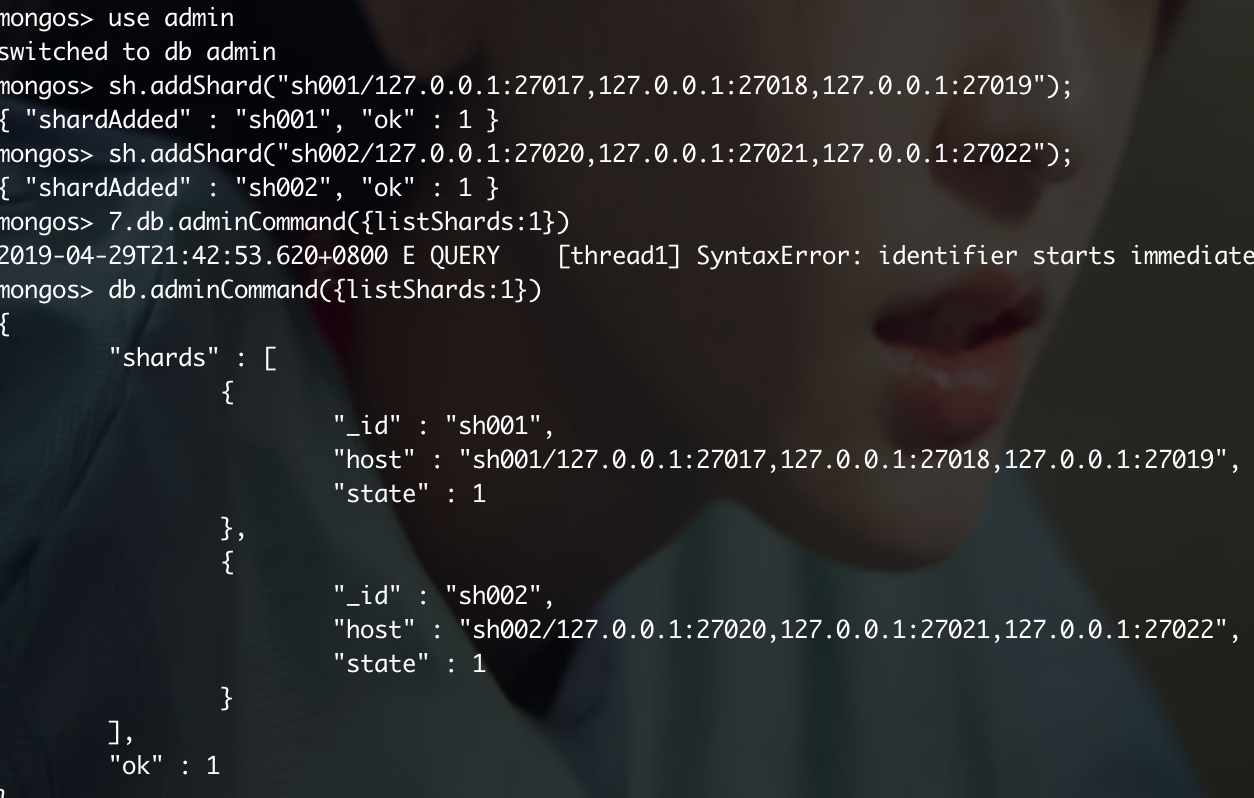 mongos> use admin
switched to db admin
mongos> sh.addShard("sh001/127.0.0.1:27017,127.0.0.1:27018,127.0.0.1:27019");
{ "shardAdded" : "sh001", "ok" : 1 }
mongos> sh.addShard("sh002/127.0.0.1:27020,127.0.0.1:27021,127.0.0.1:27022");
{ "shardAdded" : "sh002", "ok" : 1 }
mongos> 7.db.adminCommand({listShards:1})
2019-04-29T21:42:53.620+0800 E QUERY    [thread1] SyntaxError: identifier starts immediate
mongos> db.adminCommand({listShards:1})
{
        "shards" : [
                {
                        "_id" : "sh001",
                        "host" : "sh001/127.0.0.1:27017,127.0.0.1:27018,127.0.0.1:27019",
                        "state" : 1
                },
                {
                        "_id" : "sh002",
                        "host" : "sh002/127.0.0.1:27020,127.0.0.1:27021,127.0.0.1:27022",
                        "state" : 1
                }
        ],
        "ok" : 1
}